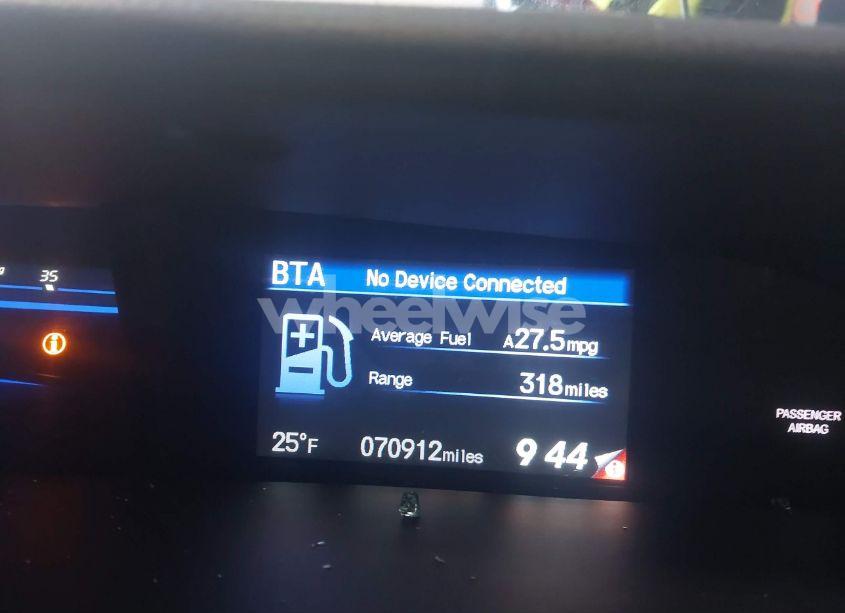 35
BTA No Device Connected
wheelwise
Average Fuel A27.5mpg
Range 318miles
25°F 070912miles 9 44
PASSENGER
AIRBAG